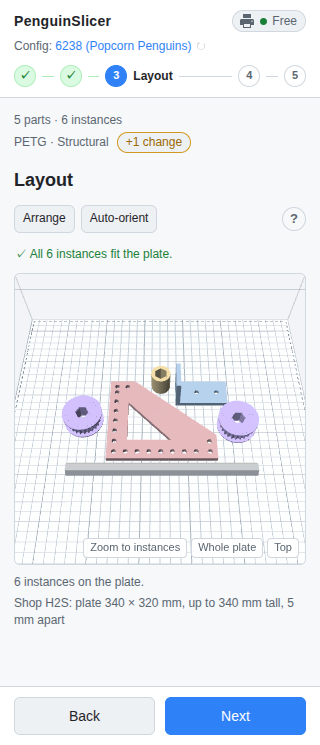 PenguinSlicer
Free
Config: 6238 (Popcorn Penguins)
✓ ✓ 3 Layout 4 5
5 parts · 6 instances
PETG · Structural +1 change
Layout
Arrange Auto-orient ?
✓ All 6 instances fit the plate.
Zoom to instances Whole plate Top
6 instances on the plate.
Shop H2S: plate 340 × 320 mm, up to 340 mm tall, 5
mm apart
Back Next